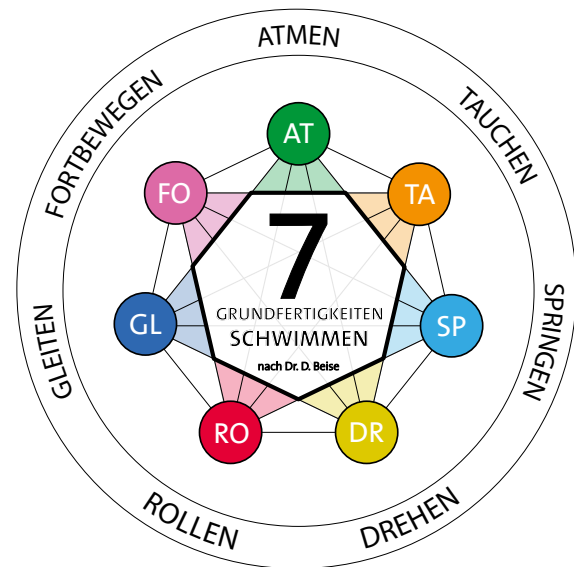 ATMEN
TAUCHEN
SPRINGEN
DREHEN
ROLLEN
GLEITEN
FORTBEWEGEN
AT
TA
SP
DR
RO
GL
FO
7
GRUNDFERTIGKEITEN
SCHWIMMEN
nach Dr. D. Beise